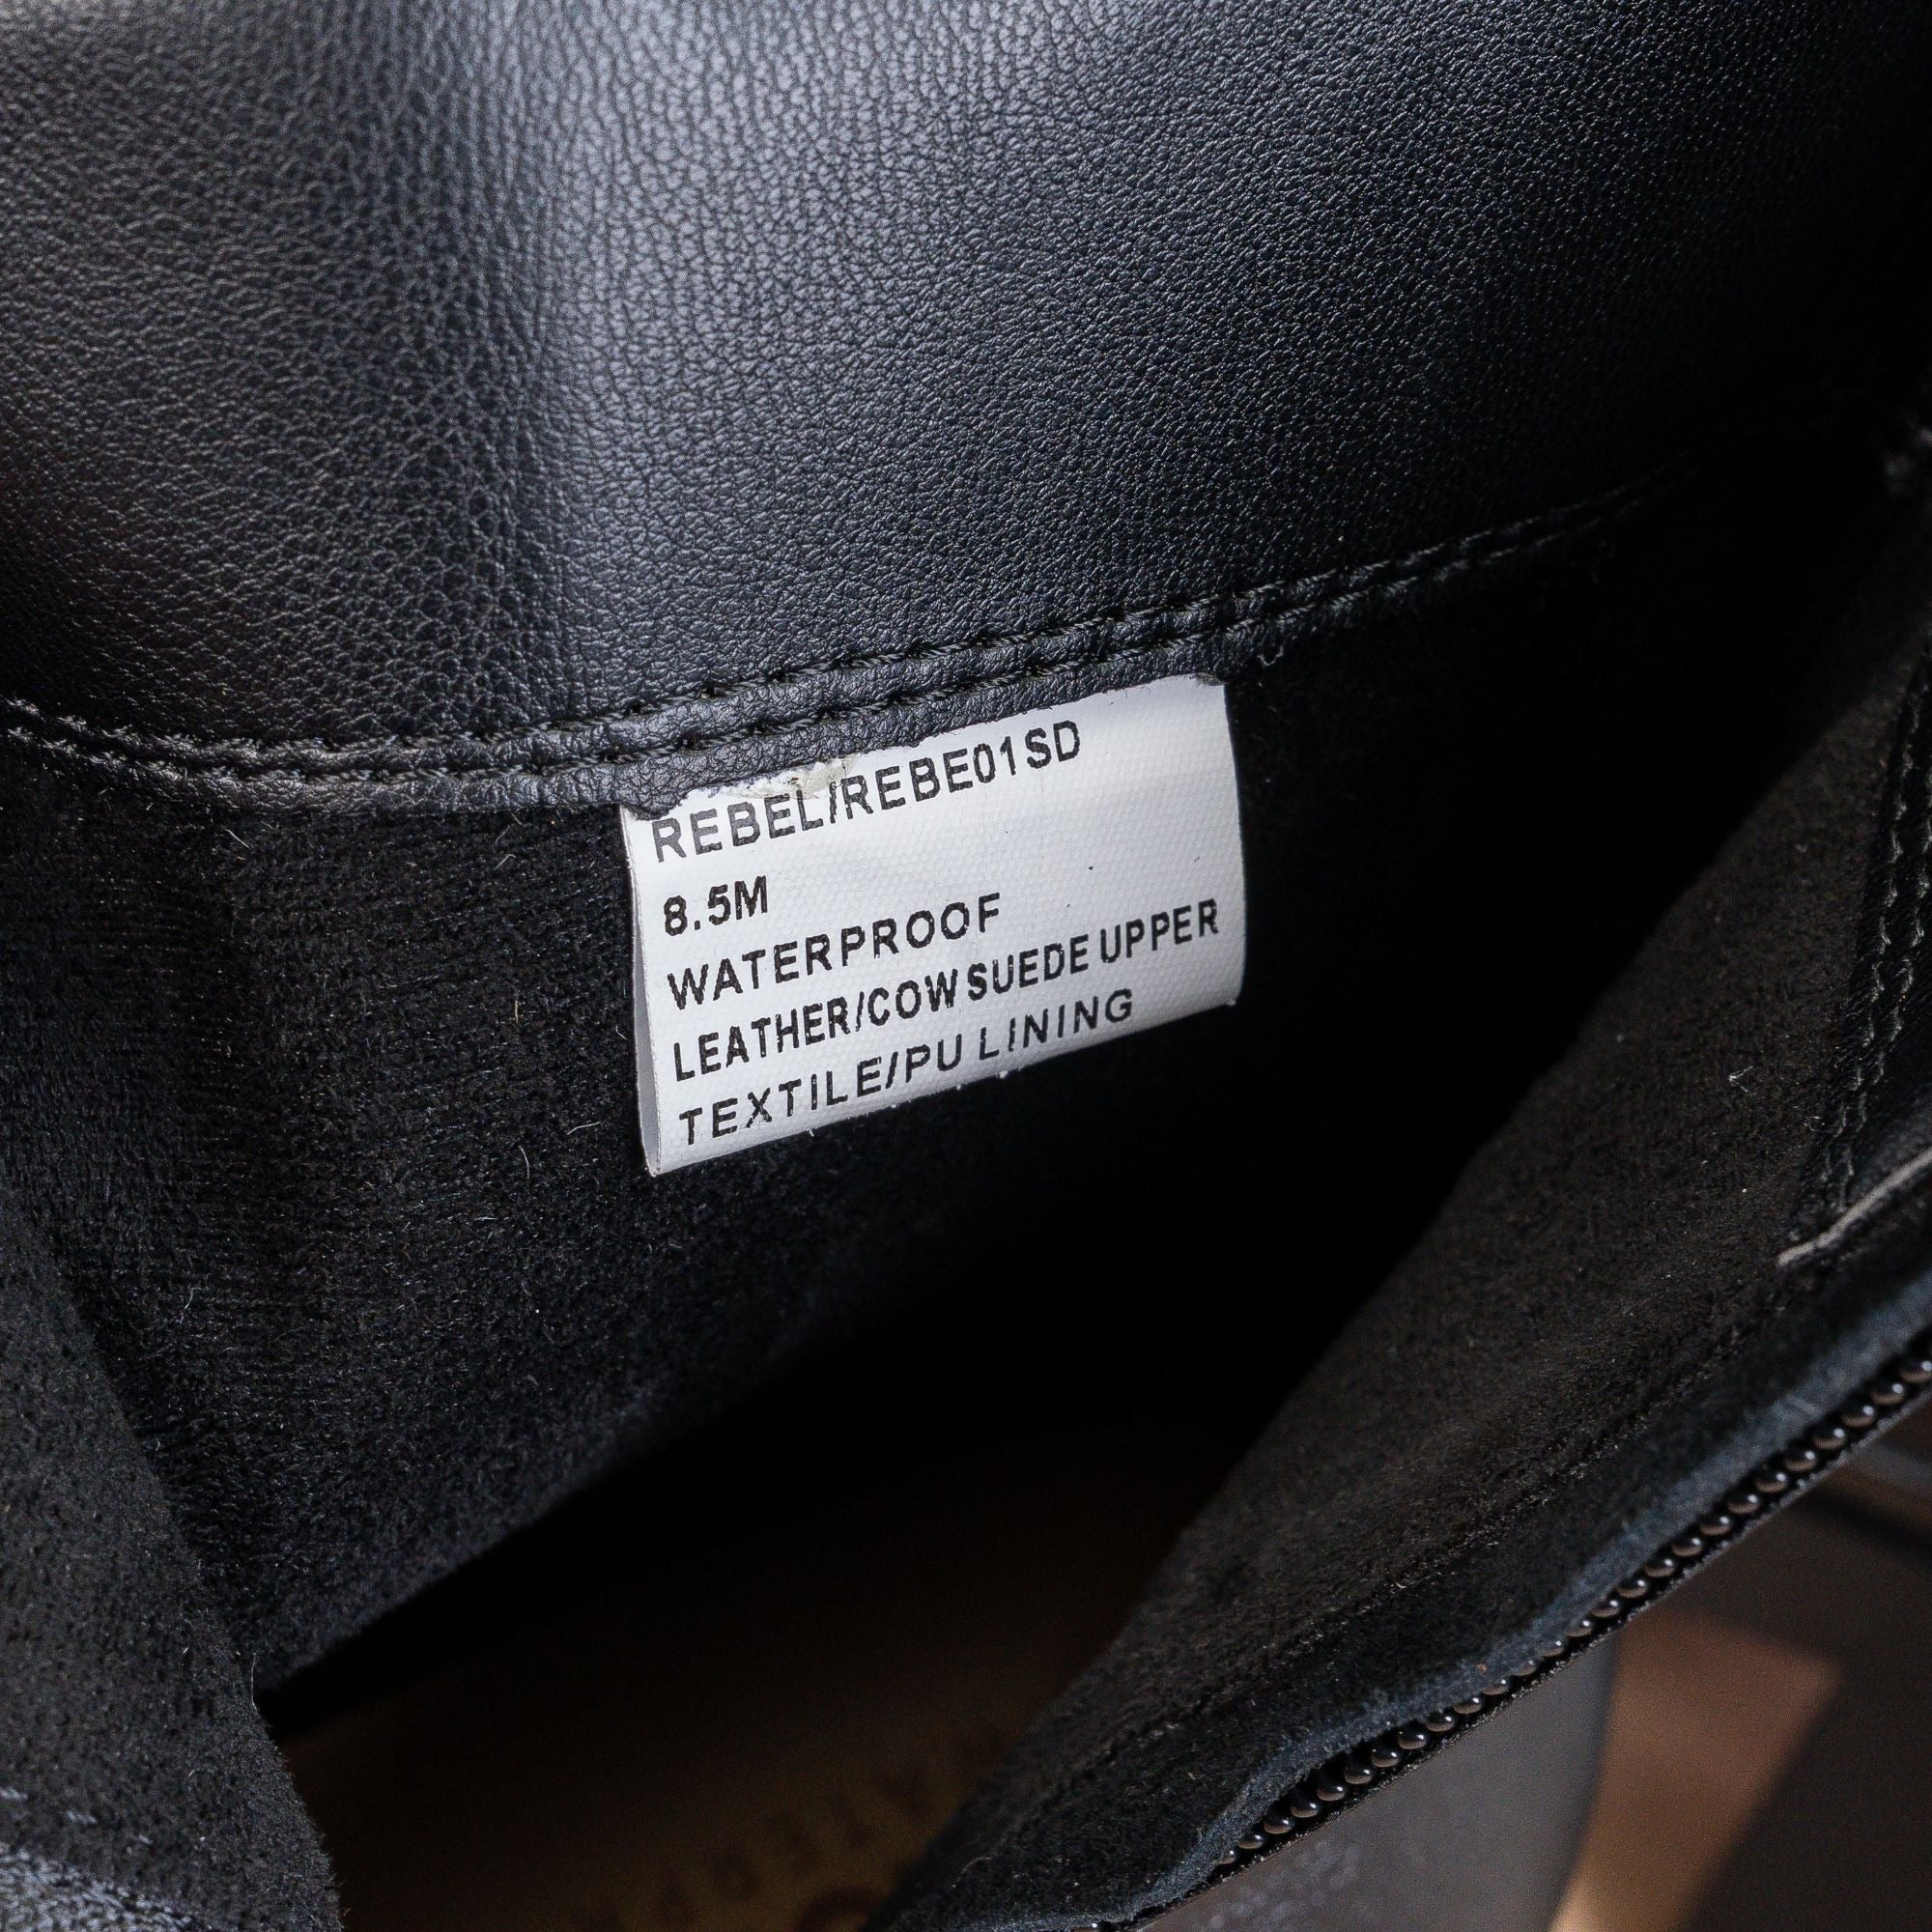 REBEL/REBE01SD
8.5M
WATERPROOF
LEATHER/COW SUEDE UPPER
TEXTILE/PU LINING